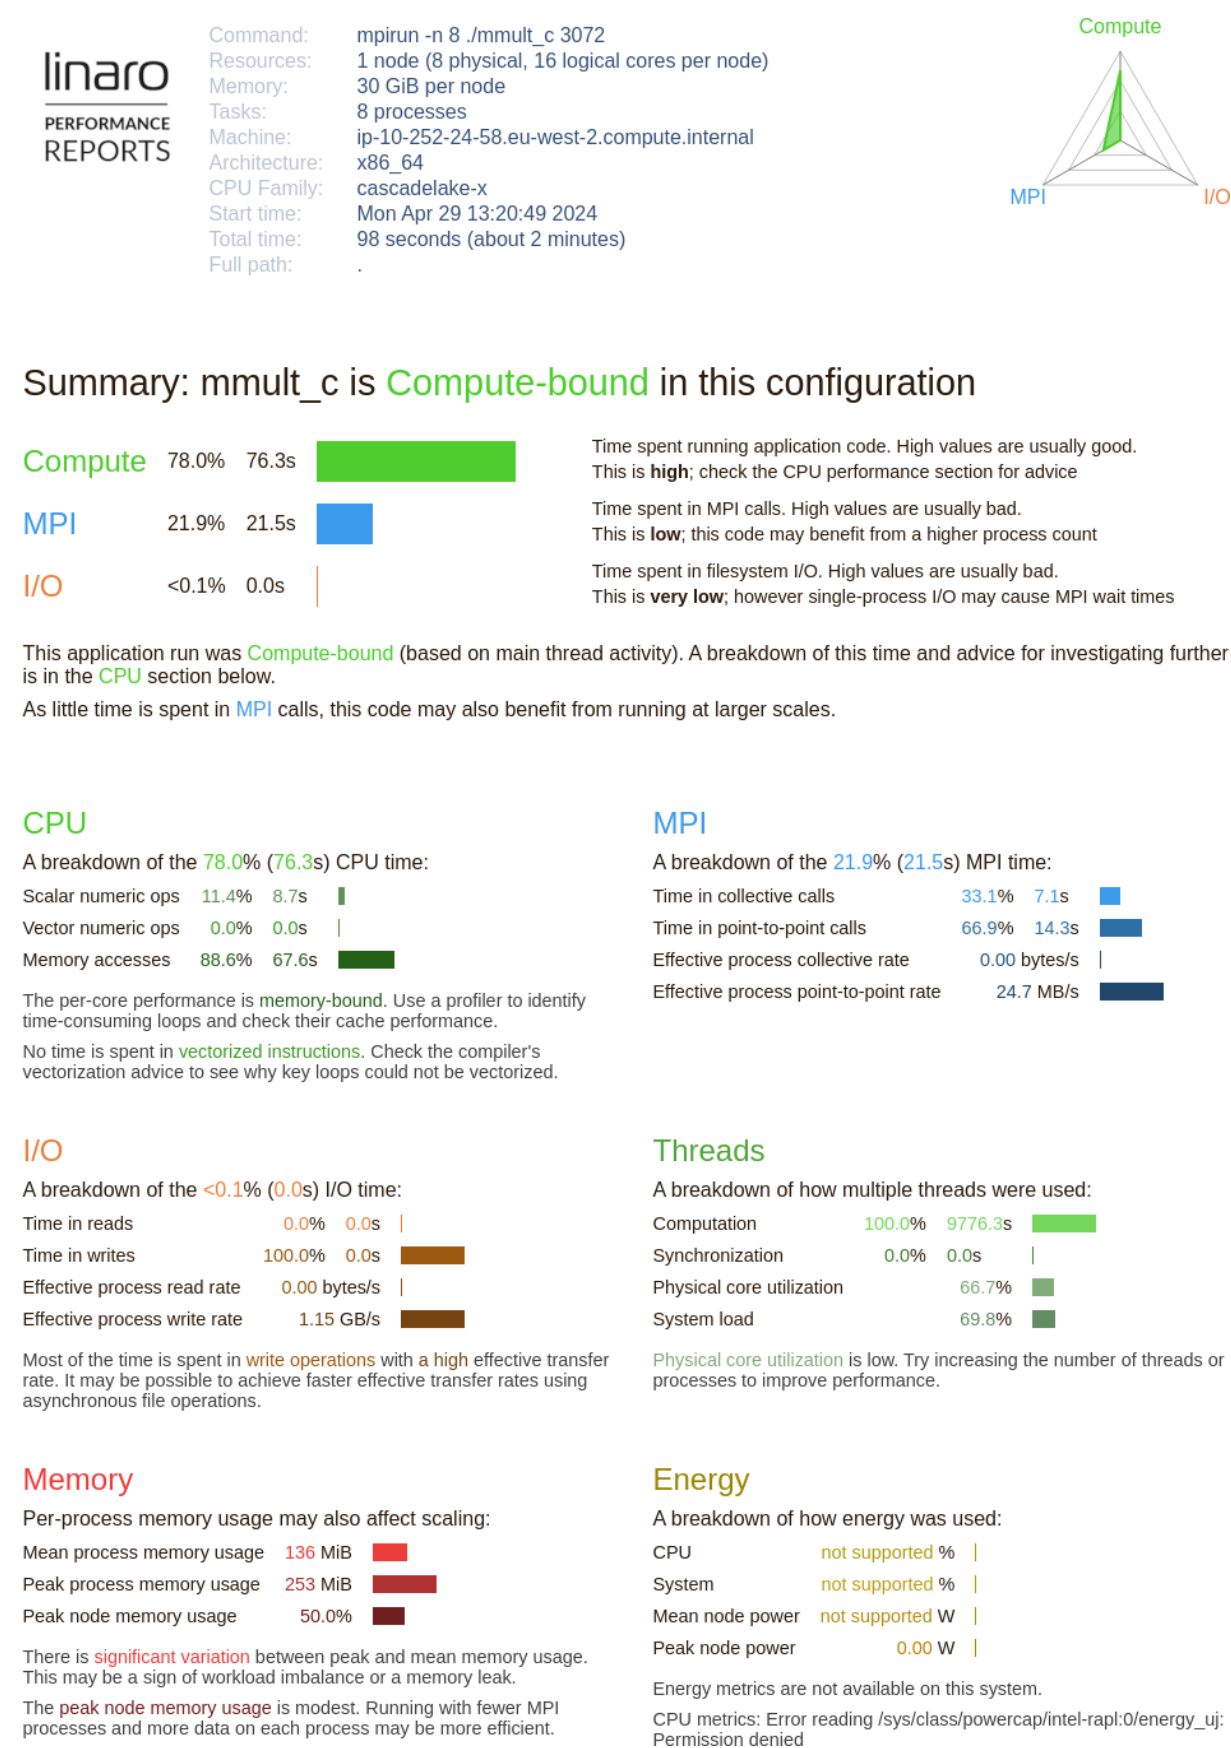 linaro
PERFORMANCE
REPORTS
Command: mpirun -n 8 ./mmult_c 3072
Resources: 1 node (8 physical, 16 logical cores per node)
Memory: 30 GiB per node
Tasks: 8 processes
Machine: ip-10-252-24-58.eu-west-2.compute.internal
Architecture: x86_64
CPU Family: cascadelake-x
Start time: Mon Apr 29 13:20:49 2024
Total time: 98 seconds (about 2 minutes)
Full path: .
Compute
MPI
I/O
Summary: mmult_c is Compute-bound in this configuration
Compute 78.0% 76.3s
Time spent running application code. High values are usually good.
This is high; check the CPU performance section for advice
MPI 21.9% 21.5s
Time spent in MPI calls. High values are usually bad.
This is low; this code may benefit from a higher process count
I/O <0.1% 0.0s
Time spent in filesystem I/O. High values are usually bad.
This is very low; however single-process I/O may cause MPI wait times
This application run was Compute-bound (based on main thread activity). A breakdown of this time and advice for investigating further
is in the CPU section below.
As little time is spent in MPI calls, this code may also benefit from running at larger scales.
CPU
A breakdown of the 78.0% (76.3s) CPU time:
Scalar numeric ops 11.4% 8.7s
Vector numeric ops 0.0% 0.0s
Memory accesses 88.6% 67.6s
The per-core performance is memory-bound. Use a profiler to identify
time-consuming loops and check their cache performance.
No time is spent in vectorized instructions. Check the compiler's
vectorization advice to see why key loops could not be vectorized.
MPI
A breakdown of the 21.9% (21.5s) MPI time:
Time in collective calls 33.1% 7.1s
Time in point-to-point calls 66.9% 14.3s
Effective process collective rate 0.00 bytes/s
Effective process point-to-point rate 24.7 MB/s
I/O
A breakdown of the <0.1% (0.0s) I/O time:
Time in reads 0.0% 0.0s
Time in writes 100.0% 0.0s
Effective process read rate 0.00 bytes/s
Effective process write rate 1.15 GB/s
Most of the time is spent in write operations with a high effective transfer
rate. It may be possible to achieve faster effective transfer rates using
asynchronous file operations.
Threads
A breakdown of how multiple threads were used:
Computation 100.0% 9776.3s
Synchronization 0.0% 0.0s
Physical core utilization 66.7%
System load 69.8%
Physical core utilization is low. Try increasing the number of threads or
processes to improve performance.
Memory
Per-process memory usage may also affect scaling:
Mean process memory usage 136 MiB
Peak process memory usage 253 MiB
Peak node memory usage 50.0%
There is significant variation between peak and mean memory usage.
This may be a sign of workload imbalance or a memory leak.
The peak node memory usage is modest. Running with fewer MPI
processes and more data on each process may be more efficient.
Energy
A breakdown of how energy was used:
CPU not supported %
System not supported %
Mean node power not supported W
Peak node power 0.00 W
Energy metrics are not available on this system.
CPU metrics: Error reading /sys/class/powercap/intel-rapl:0/energy_uj:
Permission denied